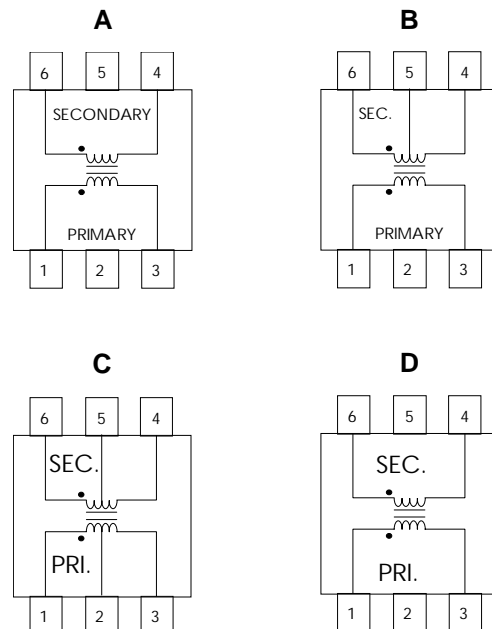 A
6 5 4
SECONDARY
PRIMARY
1 2 3
B
6 5 4
SEC.
PRIMARY
1 2 3
C
6 5 4
SEC.
PRI.
1 2 3
D
6 5 4
SEC.
PRI.
1 2 3